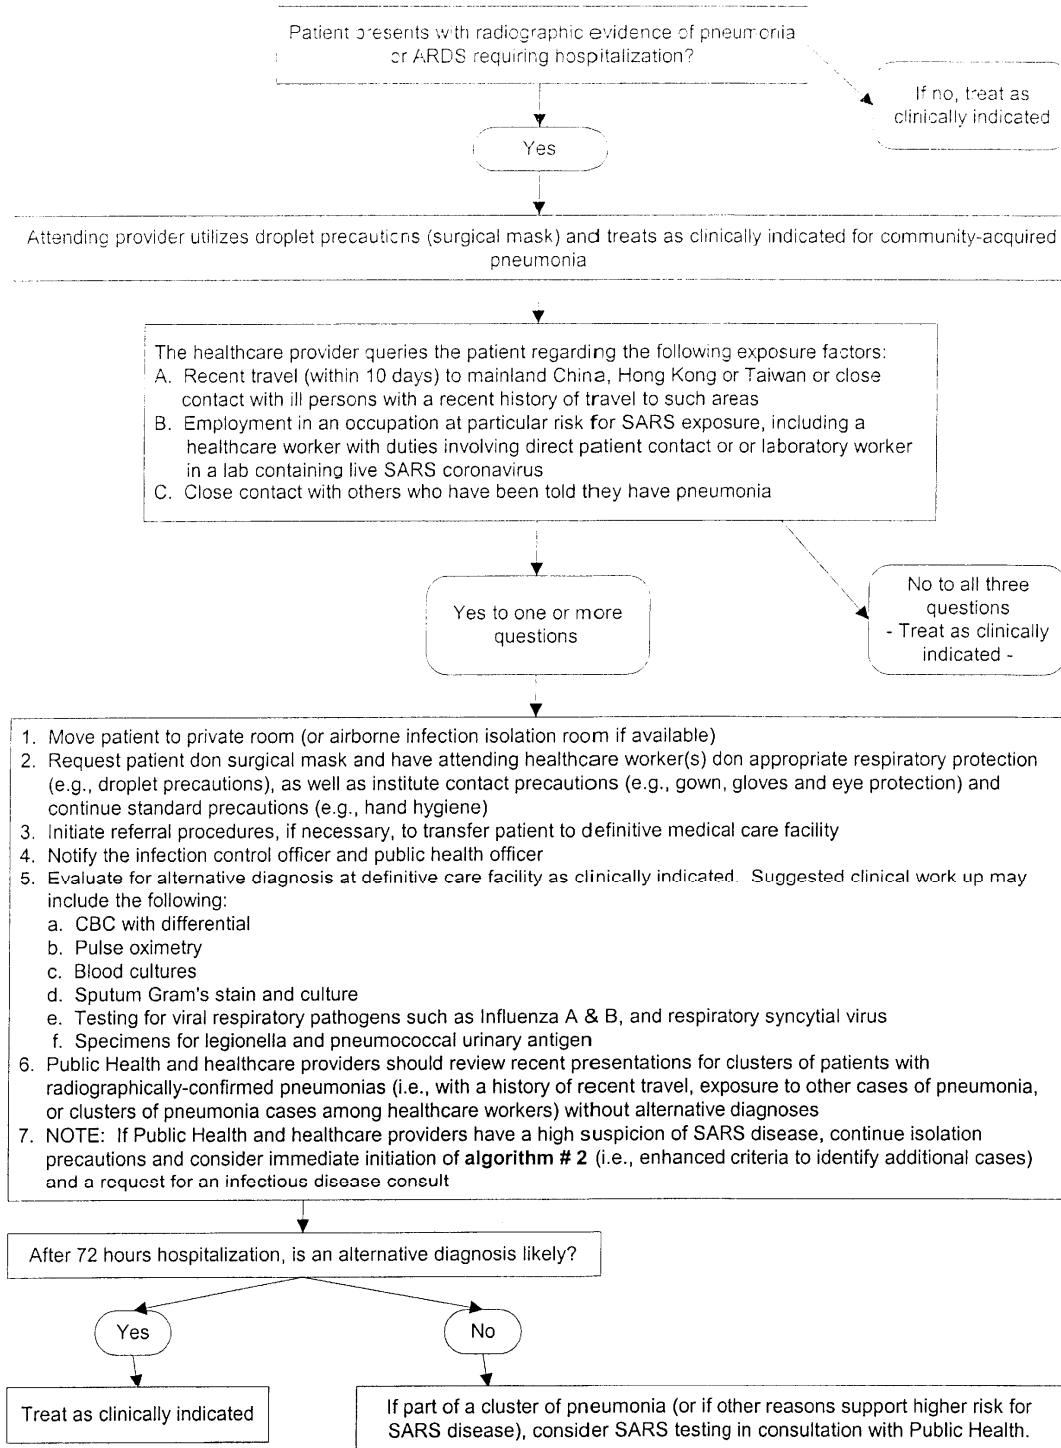 Patient presents with radiographic evidence of pneumonia
or ARDS requiring hospitalization?
If no, treat as
clinically indicated
Yes
Attending provider utilizes droplet precautions (surgical mask) and treats as clinically indicated for community-acquired
pneumonia
The healthcare provider queries the patient regarding the following exposure factors:
A. Recent travel (within 10 days) to mainland China, Hong Kong or Taiwan or close
contact with ill persons with a recent history of travel to such areas
B. Employment in an occupation at particular risk for SARS exposure, including a
healthcare worker with duties involving direct patient contact or or laboratory worker
in a lab containing live SARS coronavirus
C. Close contact with others who have been told they have pneumonia
Yes to one or more
questions
No to all three
questions
- Treat as clinically
indicated -
1. Move patient to private room (or airborne infection isolation room if available)
2. Request patient don surgical mask and have attending healthcare worker(s) don appropriate respiratory protection
(e.g., droplet precautions), as well as institute contact precautions (e.g., gown, gloves and eye protection) and
continue standard precautions (e.g., hand hygiene)
3. Initiate referral procedures, if necessary, to transfer patient to definitive medical care facility
4. Notify the infection control officer and public health officer
5. Evaluate for alternative diagnosis at definitive care facility as clinically indicated. Suggested clinical work up may
include the following:
a. CBC with differential
b. Pulse oximetry
c. Blood cultures
d. Sputum Gram's stain and culture
e. Testing for viral respiratory pathogens such as Influenza A & B, and respiratory syncytial virus
f. Specimens for legionella and pneumococcal urinary antigen
6. Public Health and healthcare providers should review recent presentations for clusters of patients with
radiographically-confirmed pneumonias (i.e., with a history of recent travel, exposure to other cases of pneumonia,
or clusters of pneumonia cases among healthcare workers) without alternative diagnoses
7. NOTE: If Public Health and healthcare providers have a high suspicion of SARS disease, continue isolation
precautions and consider immediate initiation of algorithm # 2 (i.e., enhanced criteria to identify additional cases)
and a request for an infectious disease consult
After 72 hours hospitalization, is an alternative diagnosis likely?
Yes
No
Treat as clinically indicated
If part of a cluster of pneumonia (or if other reasons support higher risk for
SARS disease), consider SARS testing in consultation with Public Health.